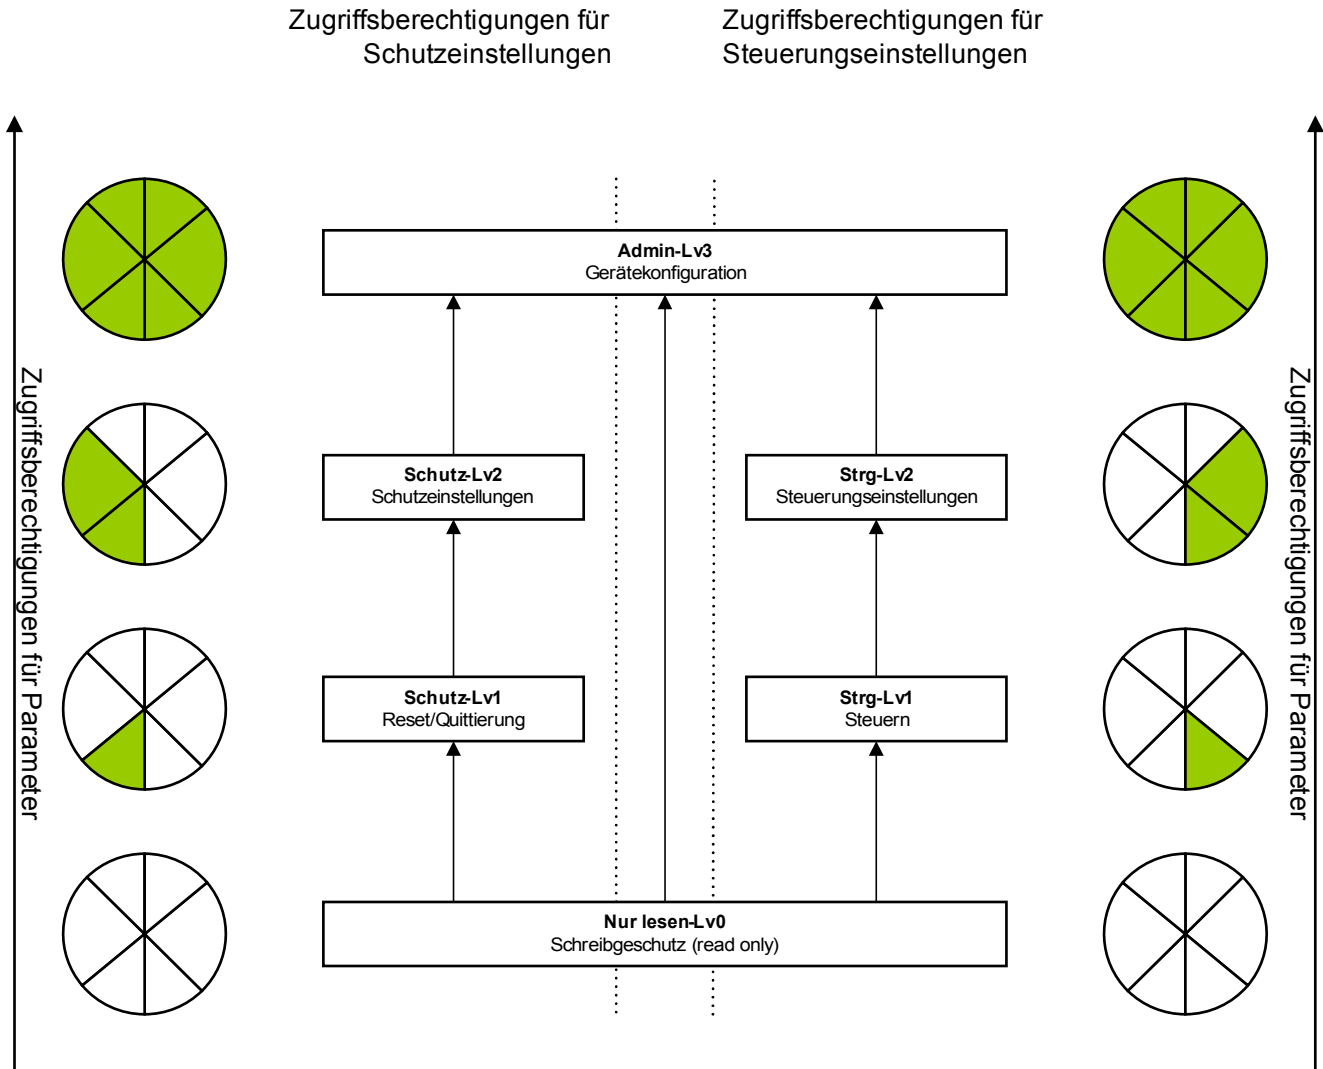 Zugriffsberechtigungen für
Schutzeinstellungen
Zugriffsberechtigungen für
Steuerungseinstellungen
Zugriffsberechtigungen für Parameter
Admin-Lv3
Gerätekonfiguration
Schutz-Lv2
Schutzeinstellungen
Strg-Lv2
Steuerungseinstellungen
Schutz-Lv1
Reset/Quittierung
Strg-Lv1
Steuern
Nur lesen-Lv0
Schreibgeschutz (read only)
Zugriffsberechtigungen für Parameter